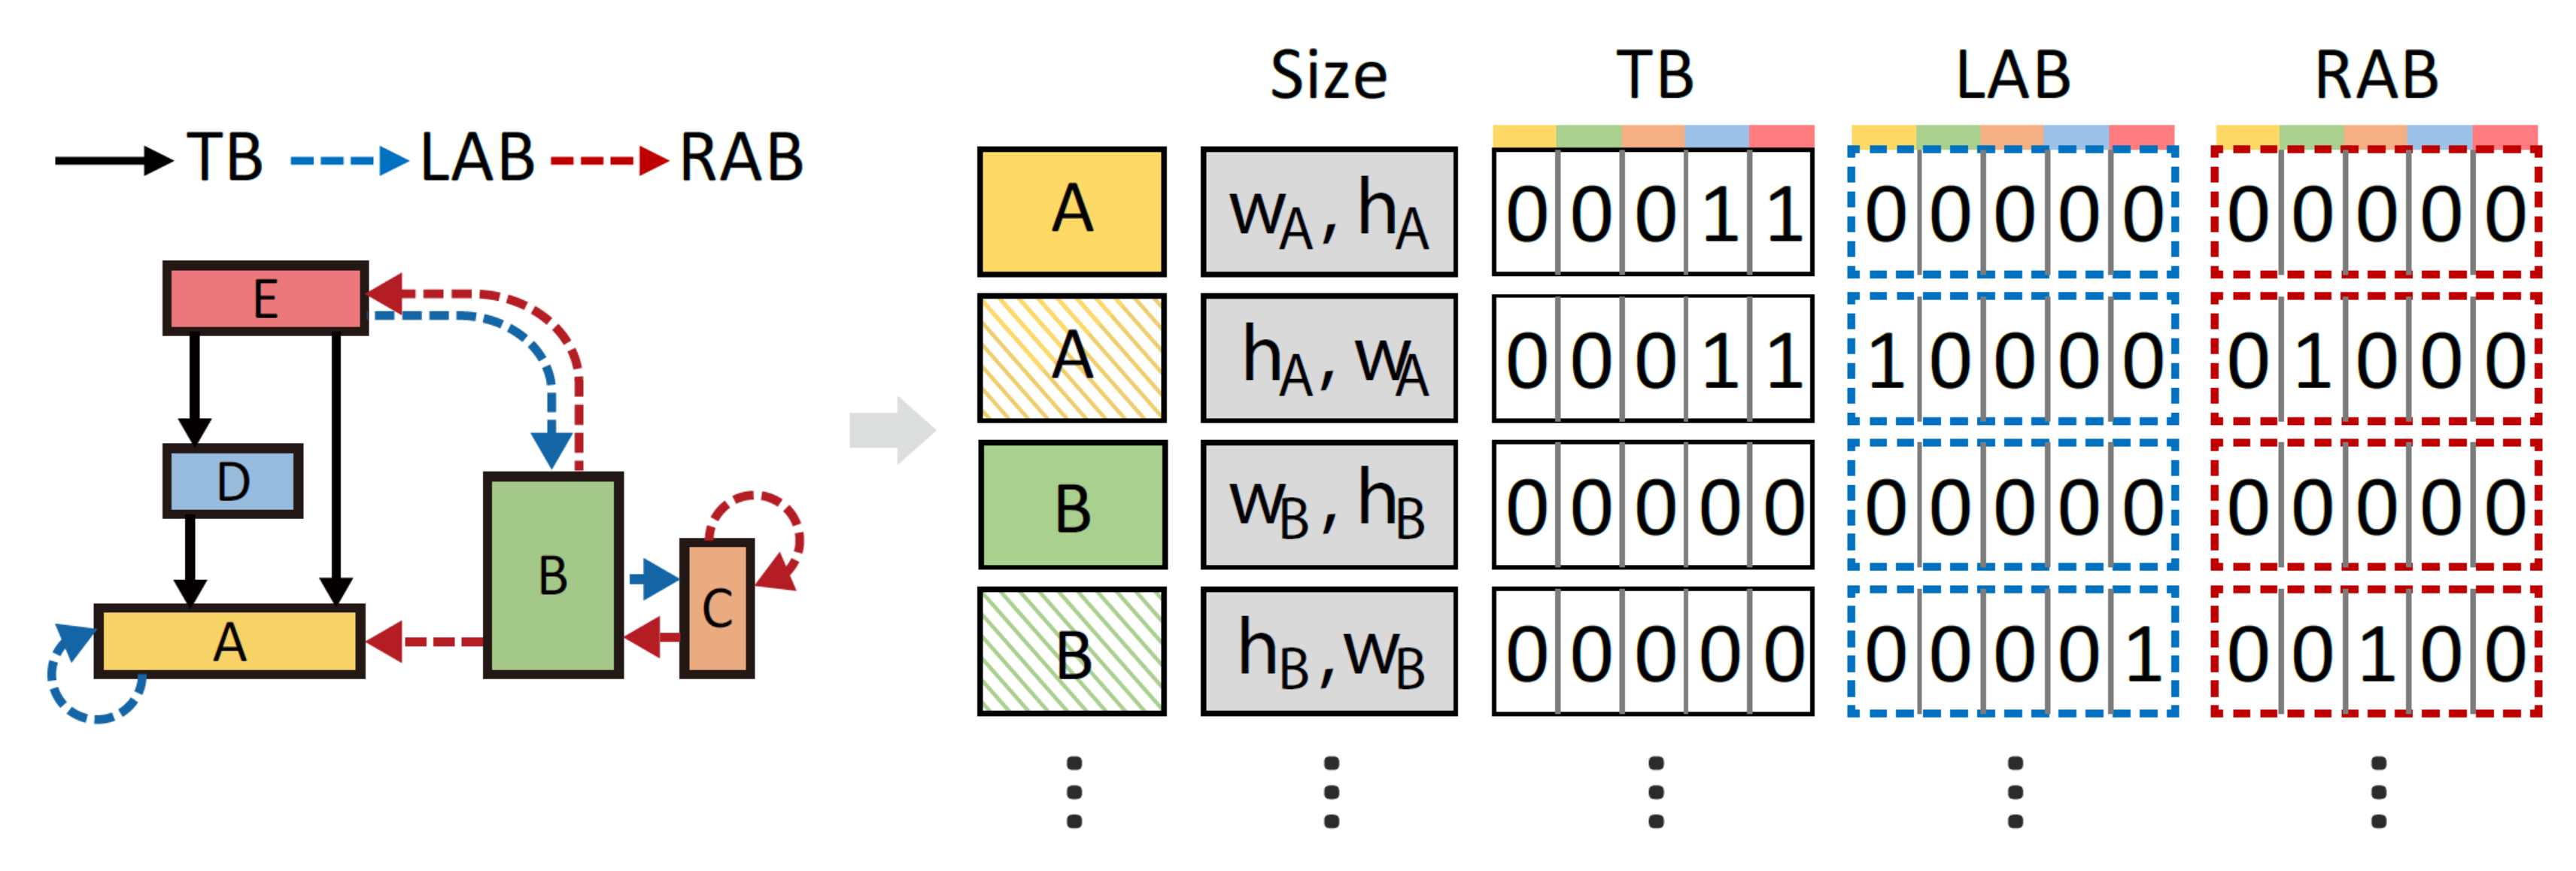 TB LAB RAB
E
D
B
C
A
Size TB LAB RAB
A w_A, h_A 0 0 0 1 1 0 0 0 0 0 0 0 0 0 0
A h_A, w_A 0 0 0 1 1 1 0 0 0 0 0 1 0 0 0
B w_B, h_B 0 0 0 0 0 0 0 0 0 0 0 0 0 0 0
B h_B, w_B 0 0 0 0 0 0 0 0 0 1 0 0 1 0 0